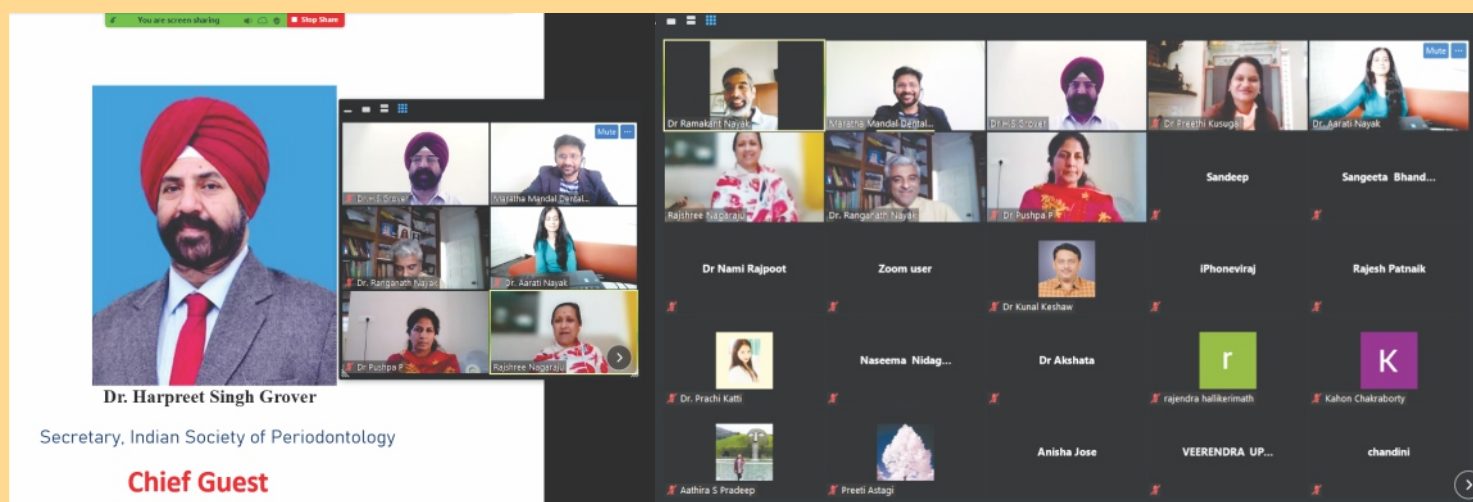 You are screen sharing
Stop Share
Mute
Dr H S Grover
Maratha Mandal Dental...
Dr. Ranganath Nayak
Dr. Aarati Nayak
Dr Pushpa P
Rajshree Nagaraju
Dr. Harpreet Singh Grover
Secretary, Indian Society of Periodontology
Chief Guest
Mute
Dr Ramakant Nayak
Maratha Mandal Dental...
Dr H S Grover
Dr Preethi Kusuga
Dr. Aarati Nayak
Rajshree Nagaraju
Dr. Ranganath Nayak
Dr Pushpa P
Sandeep
Sangeeta Bhand...
Dr Nami Rajpoot
Zoom user
Dr Kunal Keshaw
iPhoneviraj
Rajesh Patnaik
Dr. Prachi Katti
Naseema Nidag...
Dr Akshata
r
rajendra hallikerimath
K
Kahon Chakraborty
Aathira S Pradeep
Preeti Astagi
Anisha Jose
VEERENDRA UP...
chandini